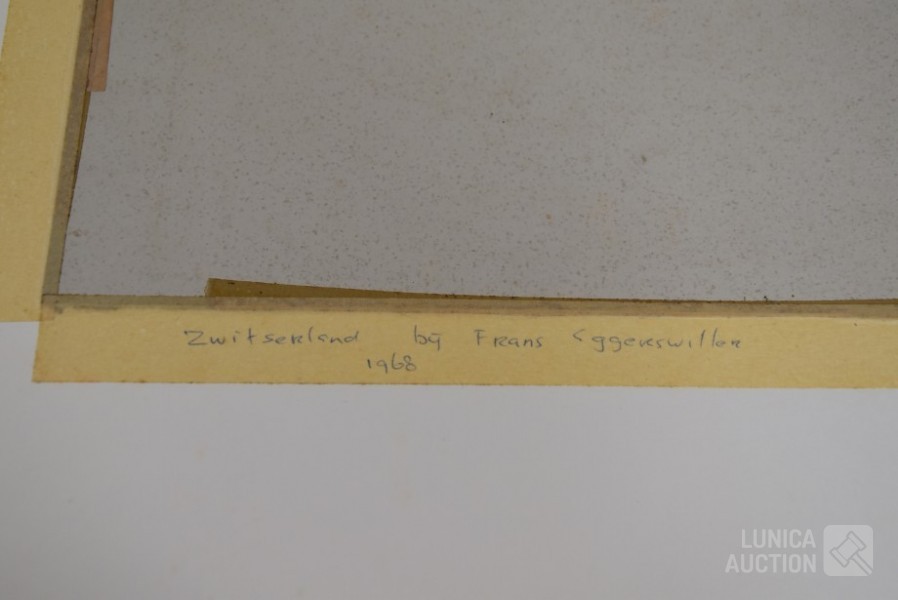 Zwitserland bij Frans Eggerswiller
1968
LUNICA
AUCTION